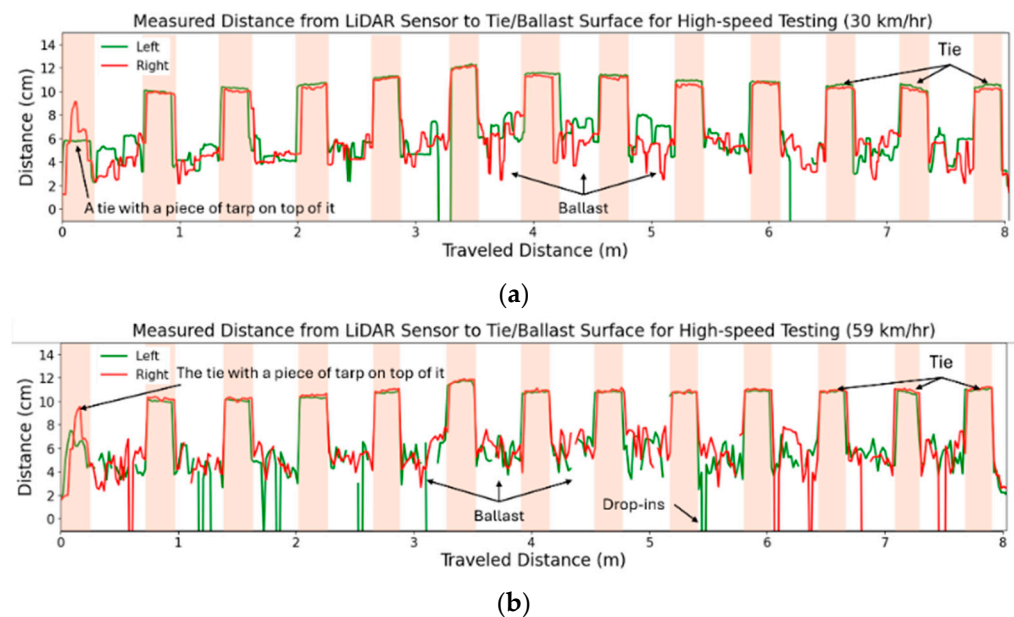 Measured Distance from LiDAR Sensor to Tie/Ballast Surface for High-speed Testing (30 km/hr)
14
12
10
8
6
4
2
0
Distance (cm)
Left
Right
Tie
A tie with a piece of tarp on top of it
Ballast
0 1 2 3 4 5 6 7 8
Traveled Distance (m)
(a)
Measured Distance from LiDAR Sensor to Tie/Ballast Surface for High-speed Testing (59 km/hr)
14
12
10
8
6
4
2
0
Distance (cm)
Left
Right
The tie with a piece of tarp on top of it
Tie
Ballast
Drop-ins
0 1 2 3 4 5 6 7 8
Traveled Distance (m)
(b)